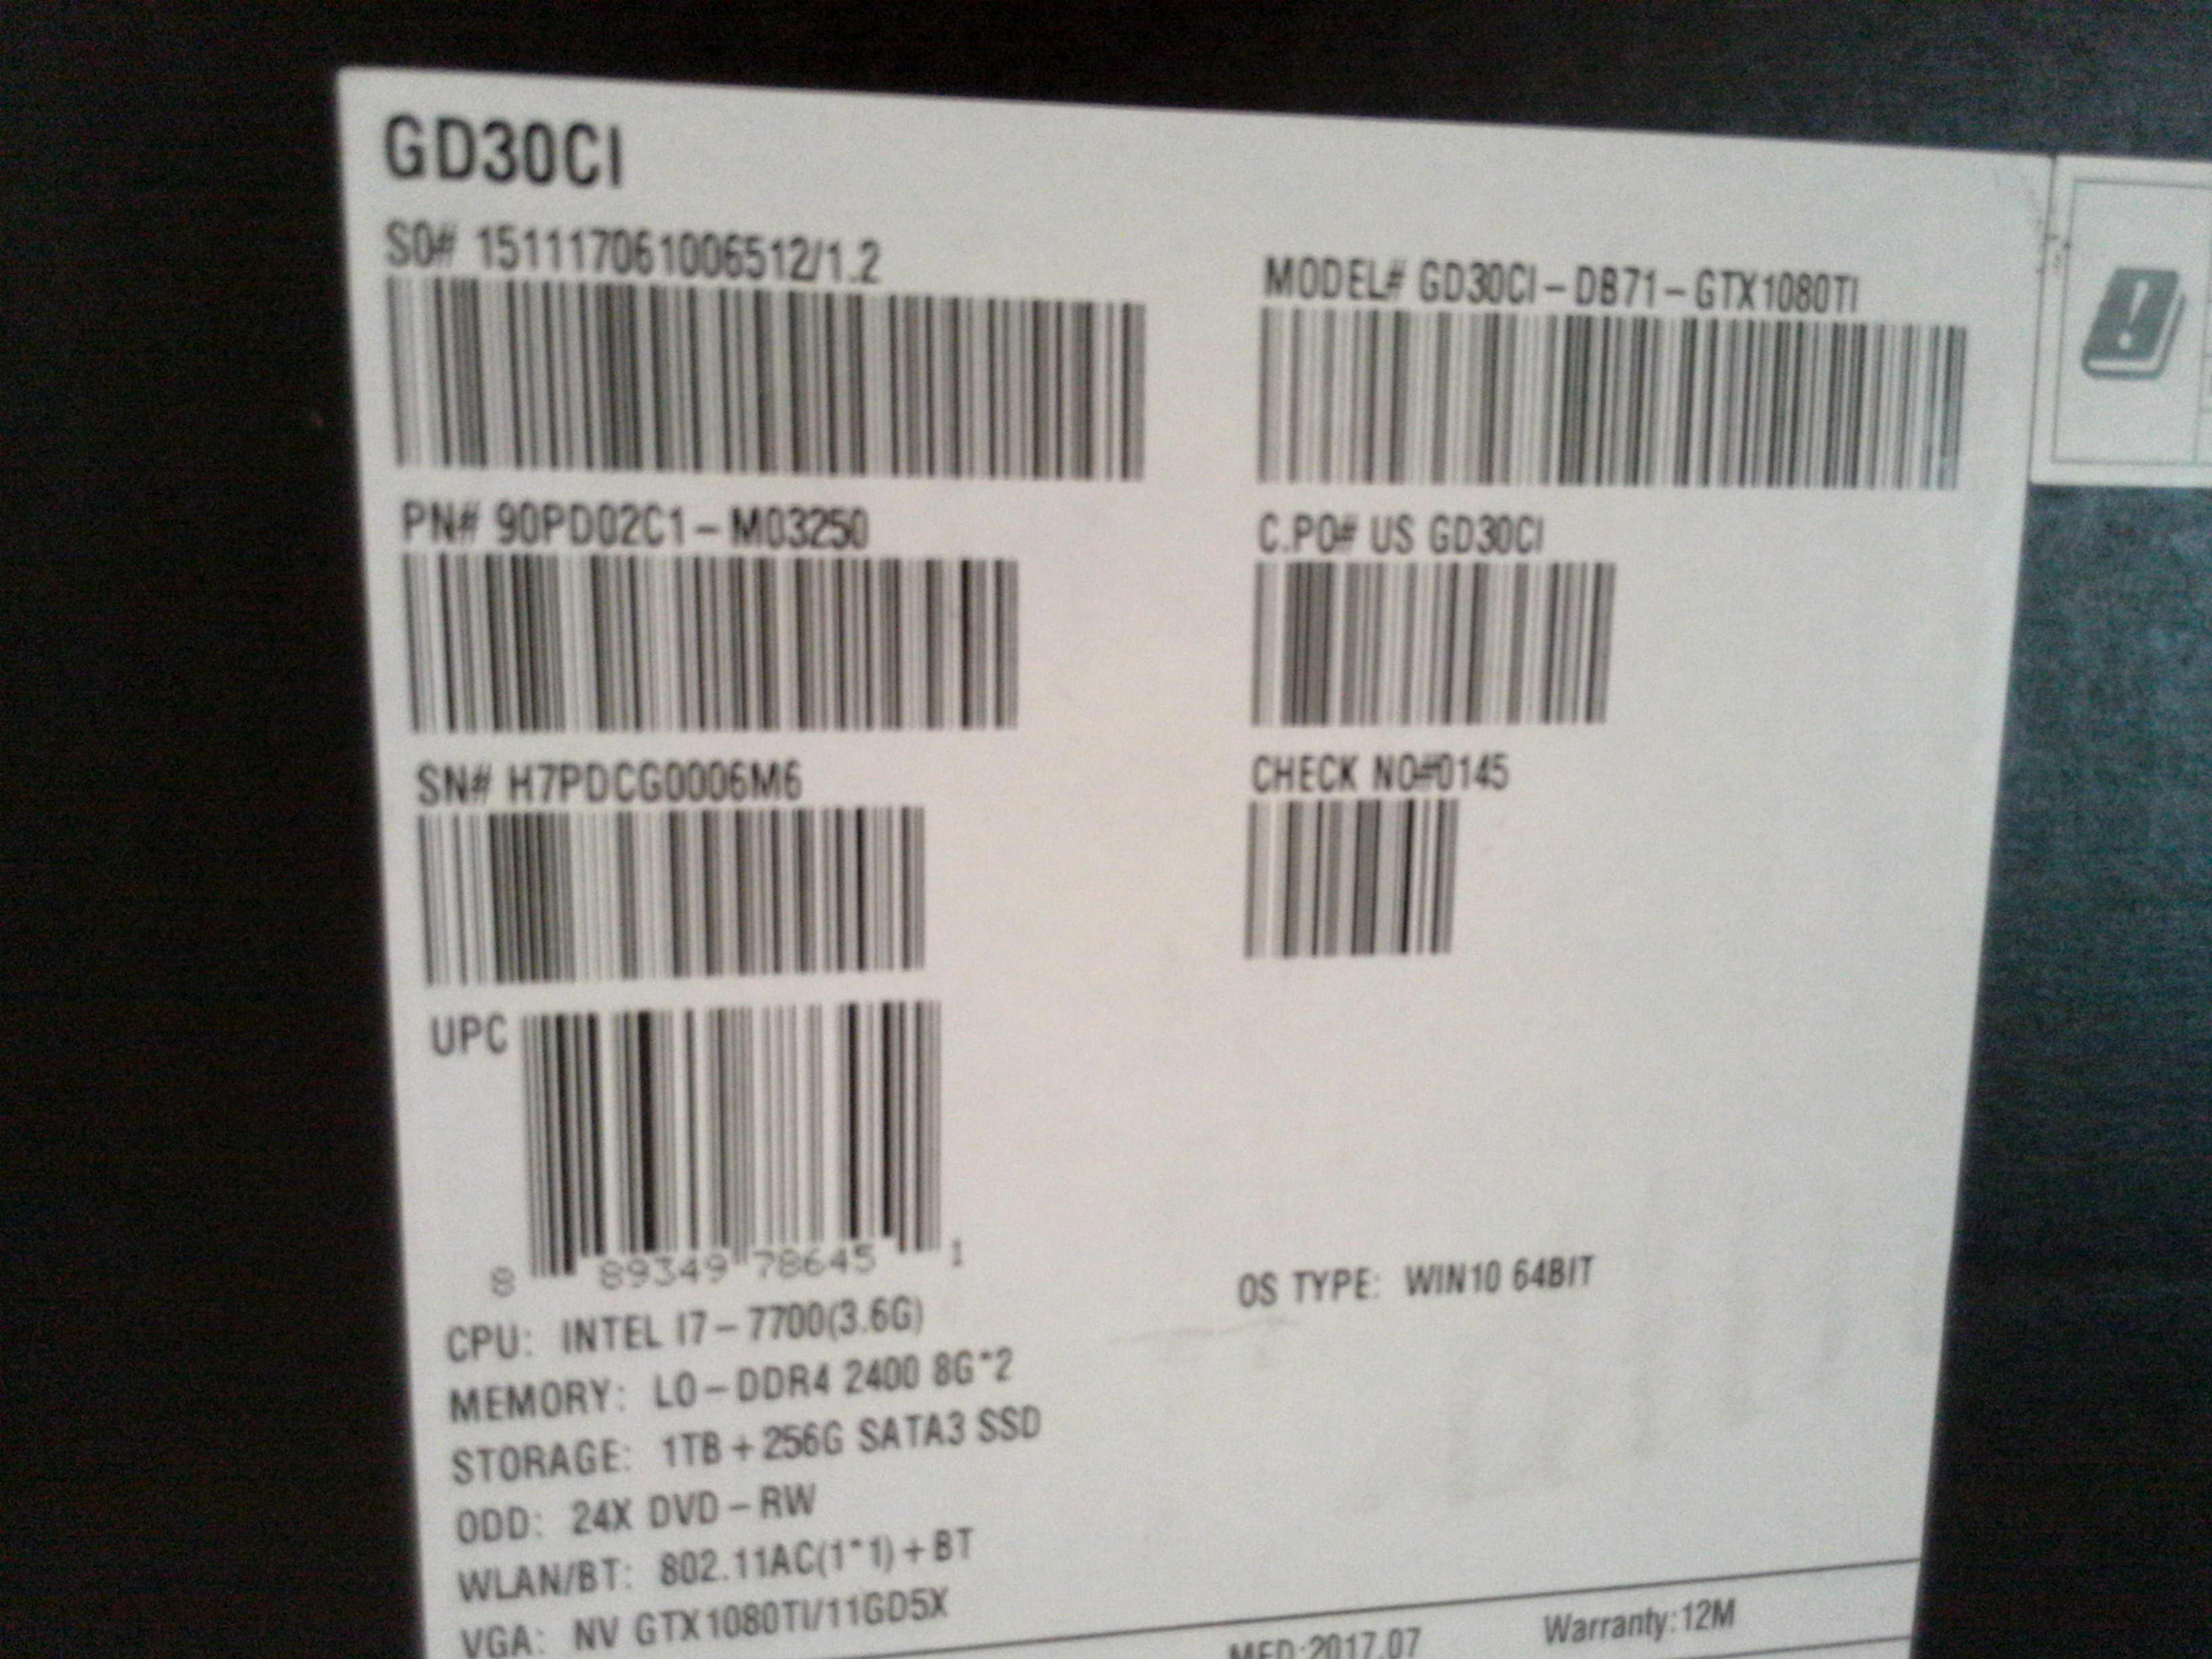 GD30CI
SO# 151117061006512/1.2
MODEL# GD30CI-DB71-GTX1080TI
PN# 90PD02C1-M03250
C.PO# US GD30CI
SN# H7PDCG0006M6
CHECK NO#0145
UPC
8 89349 78645 1
OS TYPE: WIN10 64BIT
CPU: INTEL I7-7700(3.6G)
MEMORY: LO-DDR4 2400 8G*2
STORAGE: 1TB+256G SATA3 SSD
ODD: 24X DVD-RW
WLAN/BT: 802.11AC(1*1)+BT
VGA: NV GTX1080TI/11GD5X
MFD:2017.07
Warranty:12M